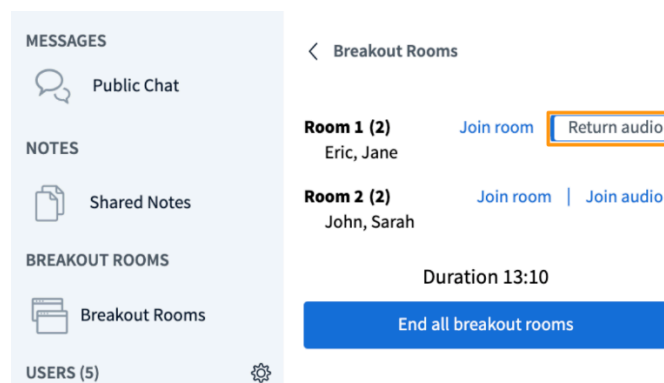 MESSAGES
Public Chat
NOTES
Shared Notes
BREAKOUT ROOMS
Breakout Rooms
USERS (5)
Breakout Rooms
Room 1 (2) Join room Return audio
Eric, Jane
Room 2 (2) Join room | Join audio
John, Sarah
Duration 13:10
End all breakout rooms